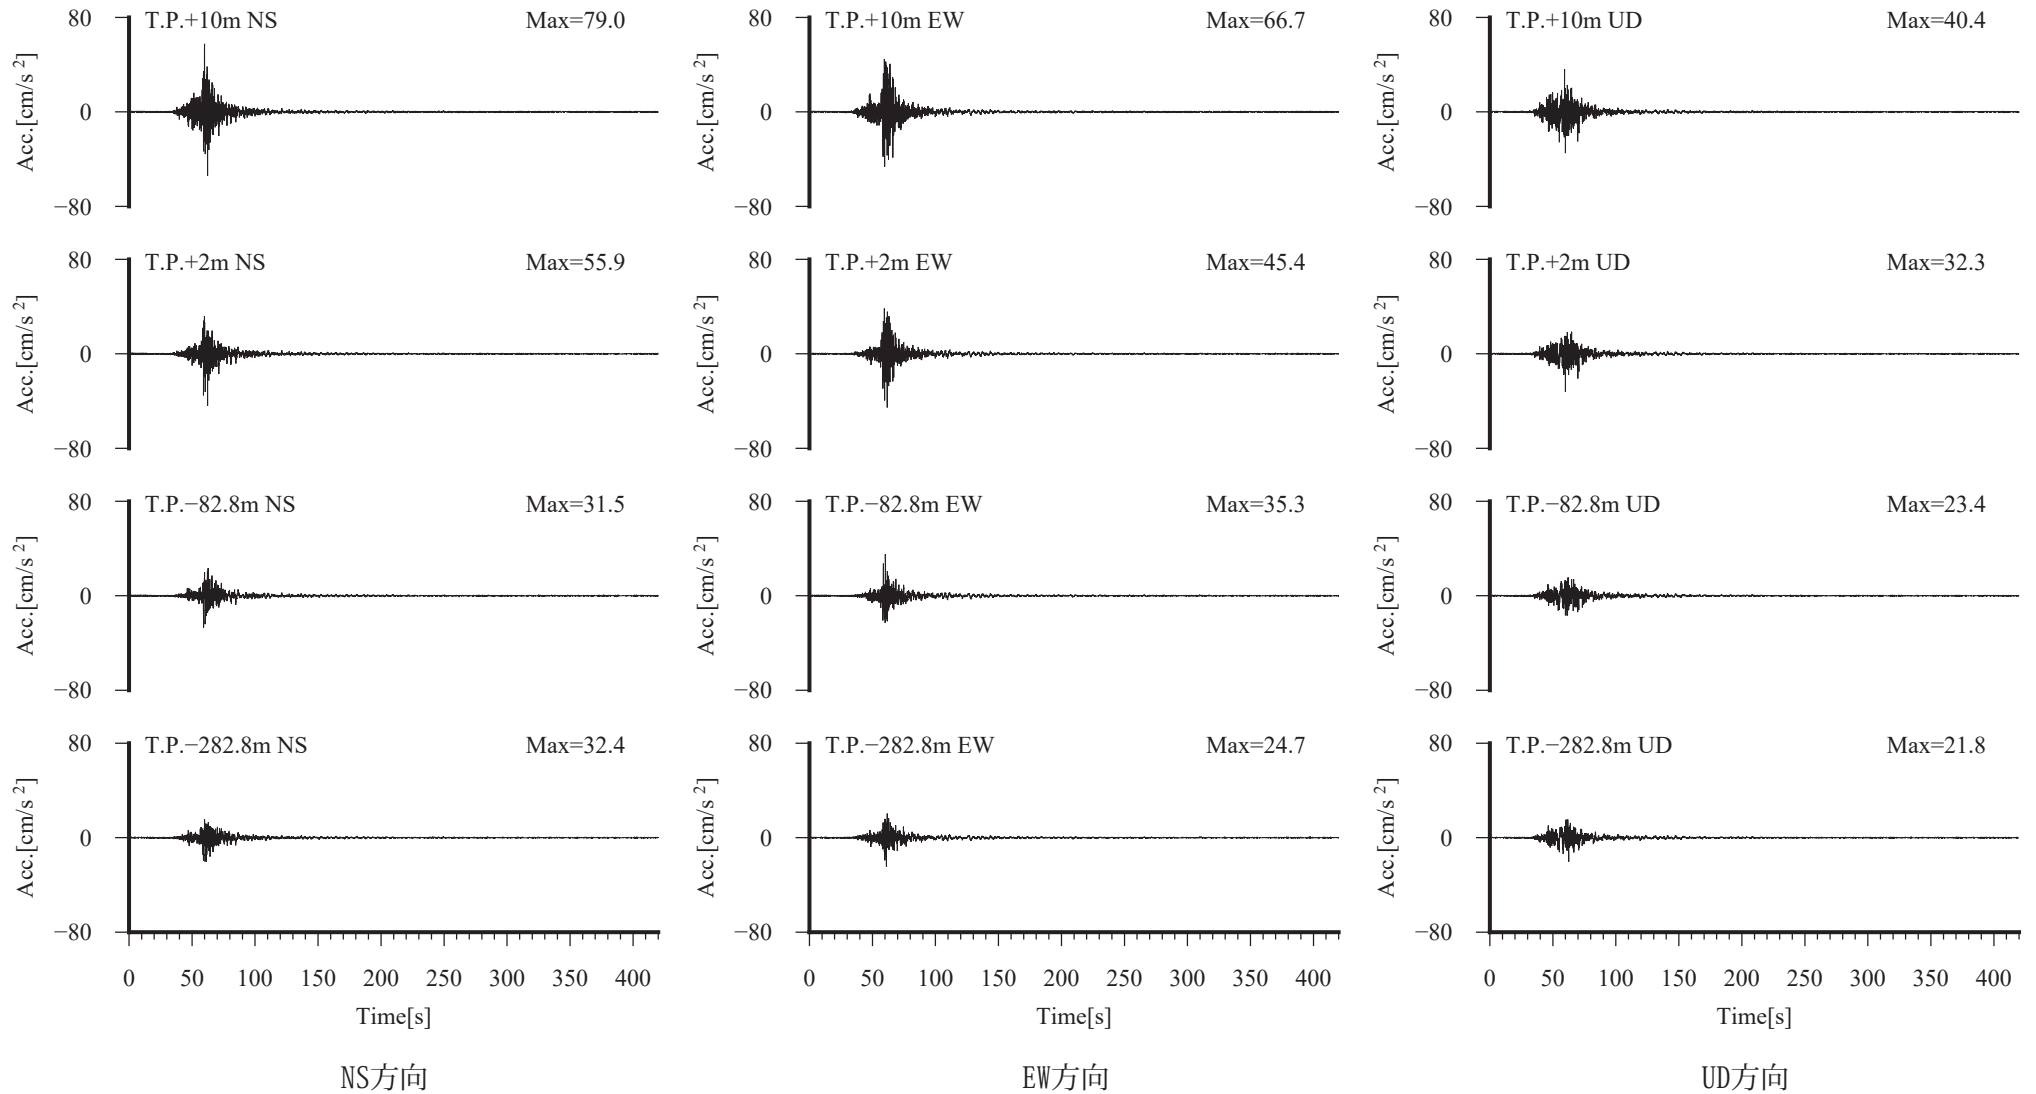 80
T.P.+10m NS
Max=79.0
Acc.[cm/s²]
0
−80
80
T.P.+10m EW
Max=66.7
Acc.[cm/s²]
0
−80
80
T.P.+10m UD
Max=40.4
Acc.[cm/s²]
0
−80
80
T.P.+2m NS
Max=55.9
Acc.[cm/s²]
0
−80
80
T.P.+2m EW
Max=45.4
Acc.[cm/s²]
0
−80
80
T.P.+2m UD
Max=32.3
Acc.[cm/s²]
0
−80
80
T.P.−82.8m NS
Max=31.5
Acc.[cm/s²]
0
−80
80
T.P.−82.8m EW
Max=35.3
Acc.[cm/s²]
0
−80
80
T.P.−82.8m UD
Max=23.4
Acc.[cm/s²]
0
−80
80
T.P.−282.8m NS
Max=32.4
Acc.[cm/s²]
0
−80
80
T.P.−282.8m EW
Max=24.7
Acc.[cm/s²]
0
−80
80
T.P.−282.8m UD
Max=21.8
Acc.[cm/s²]
0
−80
0 50 100 150 200 250 300 350 400
0 50 100 150 200 250 300 350 400
0 50 100 150 200 250 300 350 400
Time[s]
Time[s]
Time[s]
NS方向
EW方向
UD方向